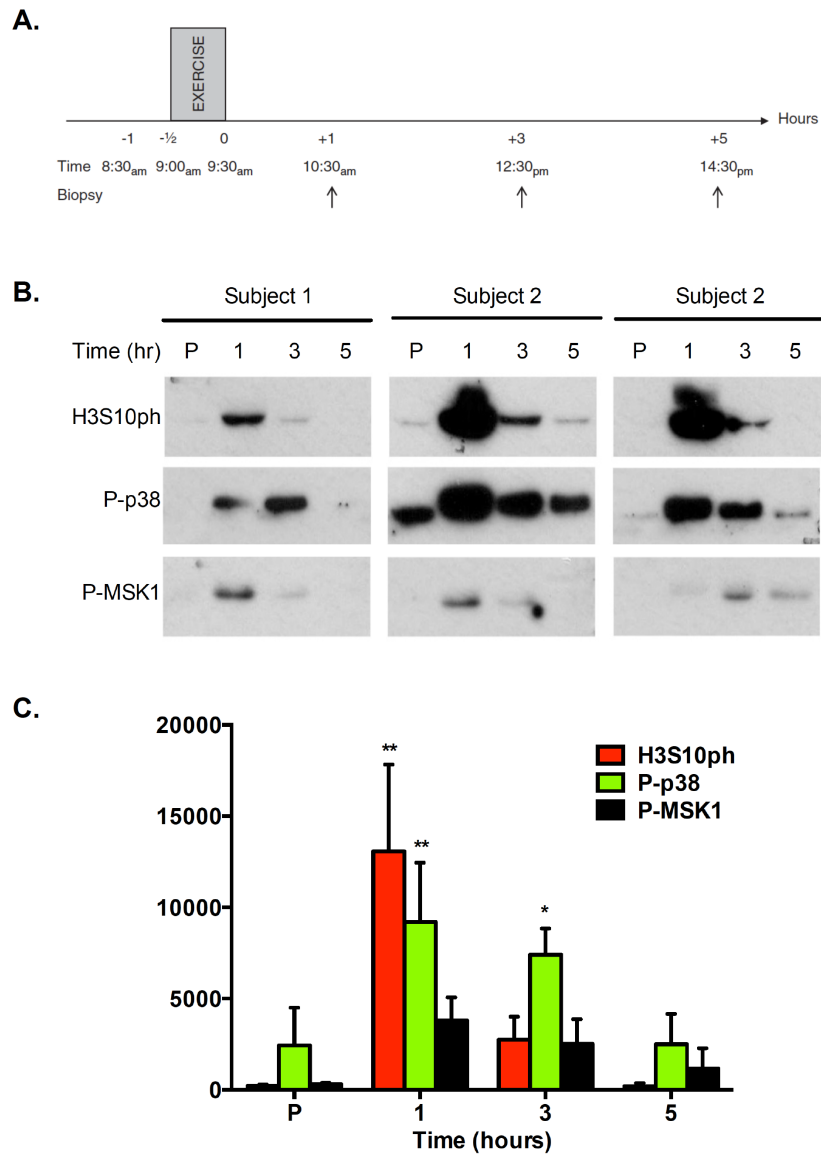 A.
EXERCISE
Hours
-1 -½ 0 +1 +3 +5
Time 8:30am 9:00am 9:30am 10:30am 12:30pm 14:30pm
Biopsy
B.
Subject 1 Subject 2 Subject 2
Time (hr) P 1 3 5 P 1 3 5 P 1 3 5
H3S10ph
P-p38
P-MSK1
C.
20000
15000
10000
5000
0
** ** *
H3S10ph
P-p38
P-MSK1
P 1 3 5
Time (hours)